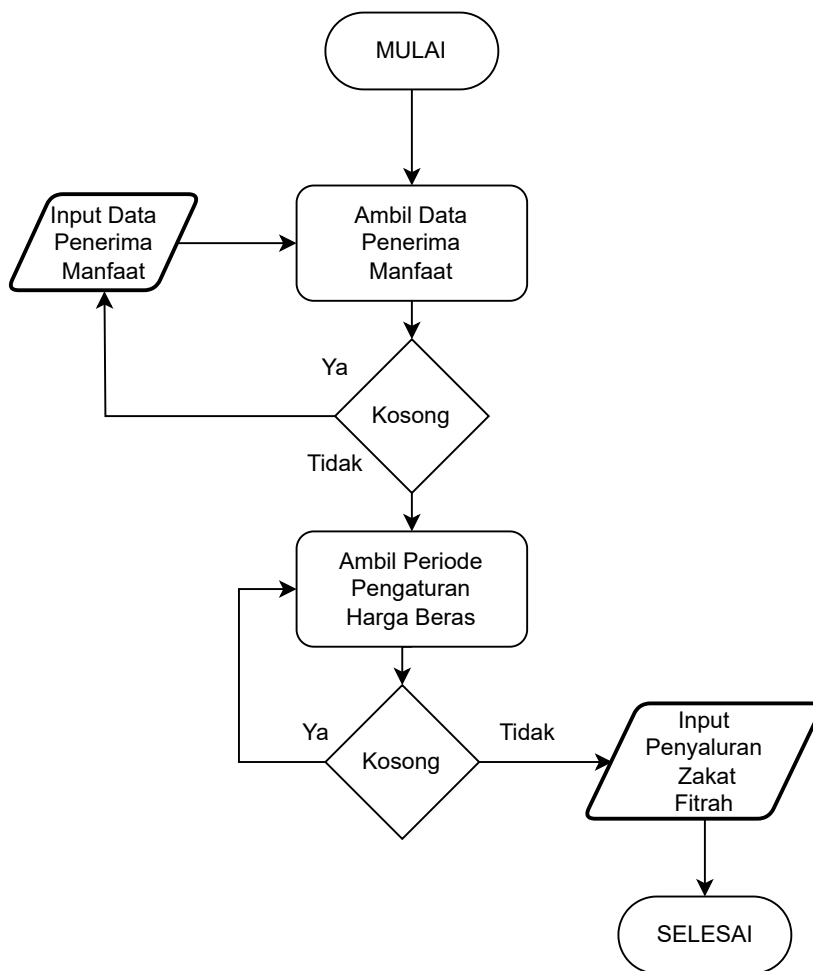 MULAI
Input Data
Penerima
Manfaat
Ambil Data
Penerima
Manfaat
Ya
Kosong
Tidak
Ambil Periode
Pengaturan
Harga Beras
Ya
Kosong
Tidak
Input
Penyaluran
Zakat
Fitrah
SELESAI